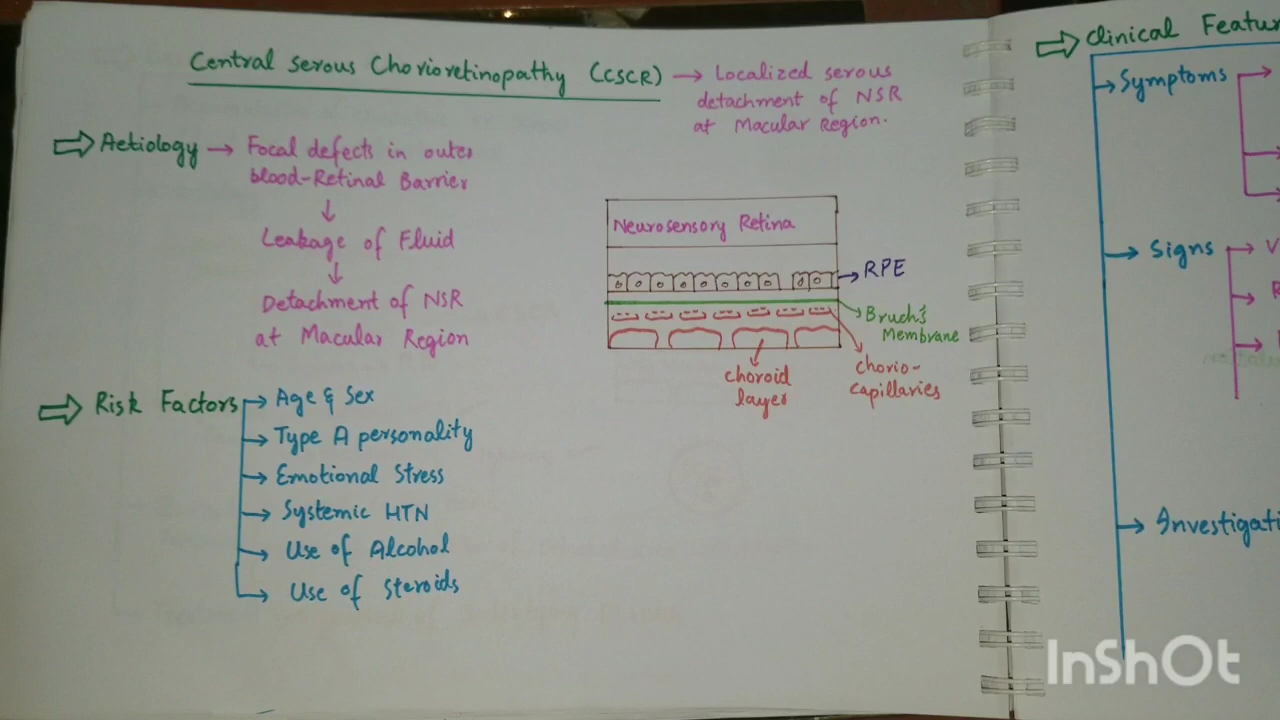 Central Serous Chorioretinopathy (CSCR) → Localized serous
detachment of NSR
at Macular Region.
⇒ Aetiology → Focal defects in outer
blood-Retinal Barrier
↓
Leakage of Fluid
↓
Detachment of NSR
at Macular Region
Neurosensory Retina
→ RPE
→ Bruch's
Membrane
chorio-
capillaries
choroid
layer
⇒ Risk Factors → Age & Sex
→ Type A personality
→ Emotional Stress
→ Systemic HTN
→ Use of Alcohol
→ Use of Steroids
⇒ Clinical Featur
→ Symptoms
→ Signs
→ Investigati
InShOt